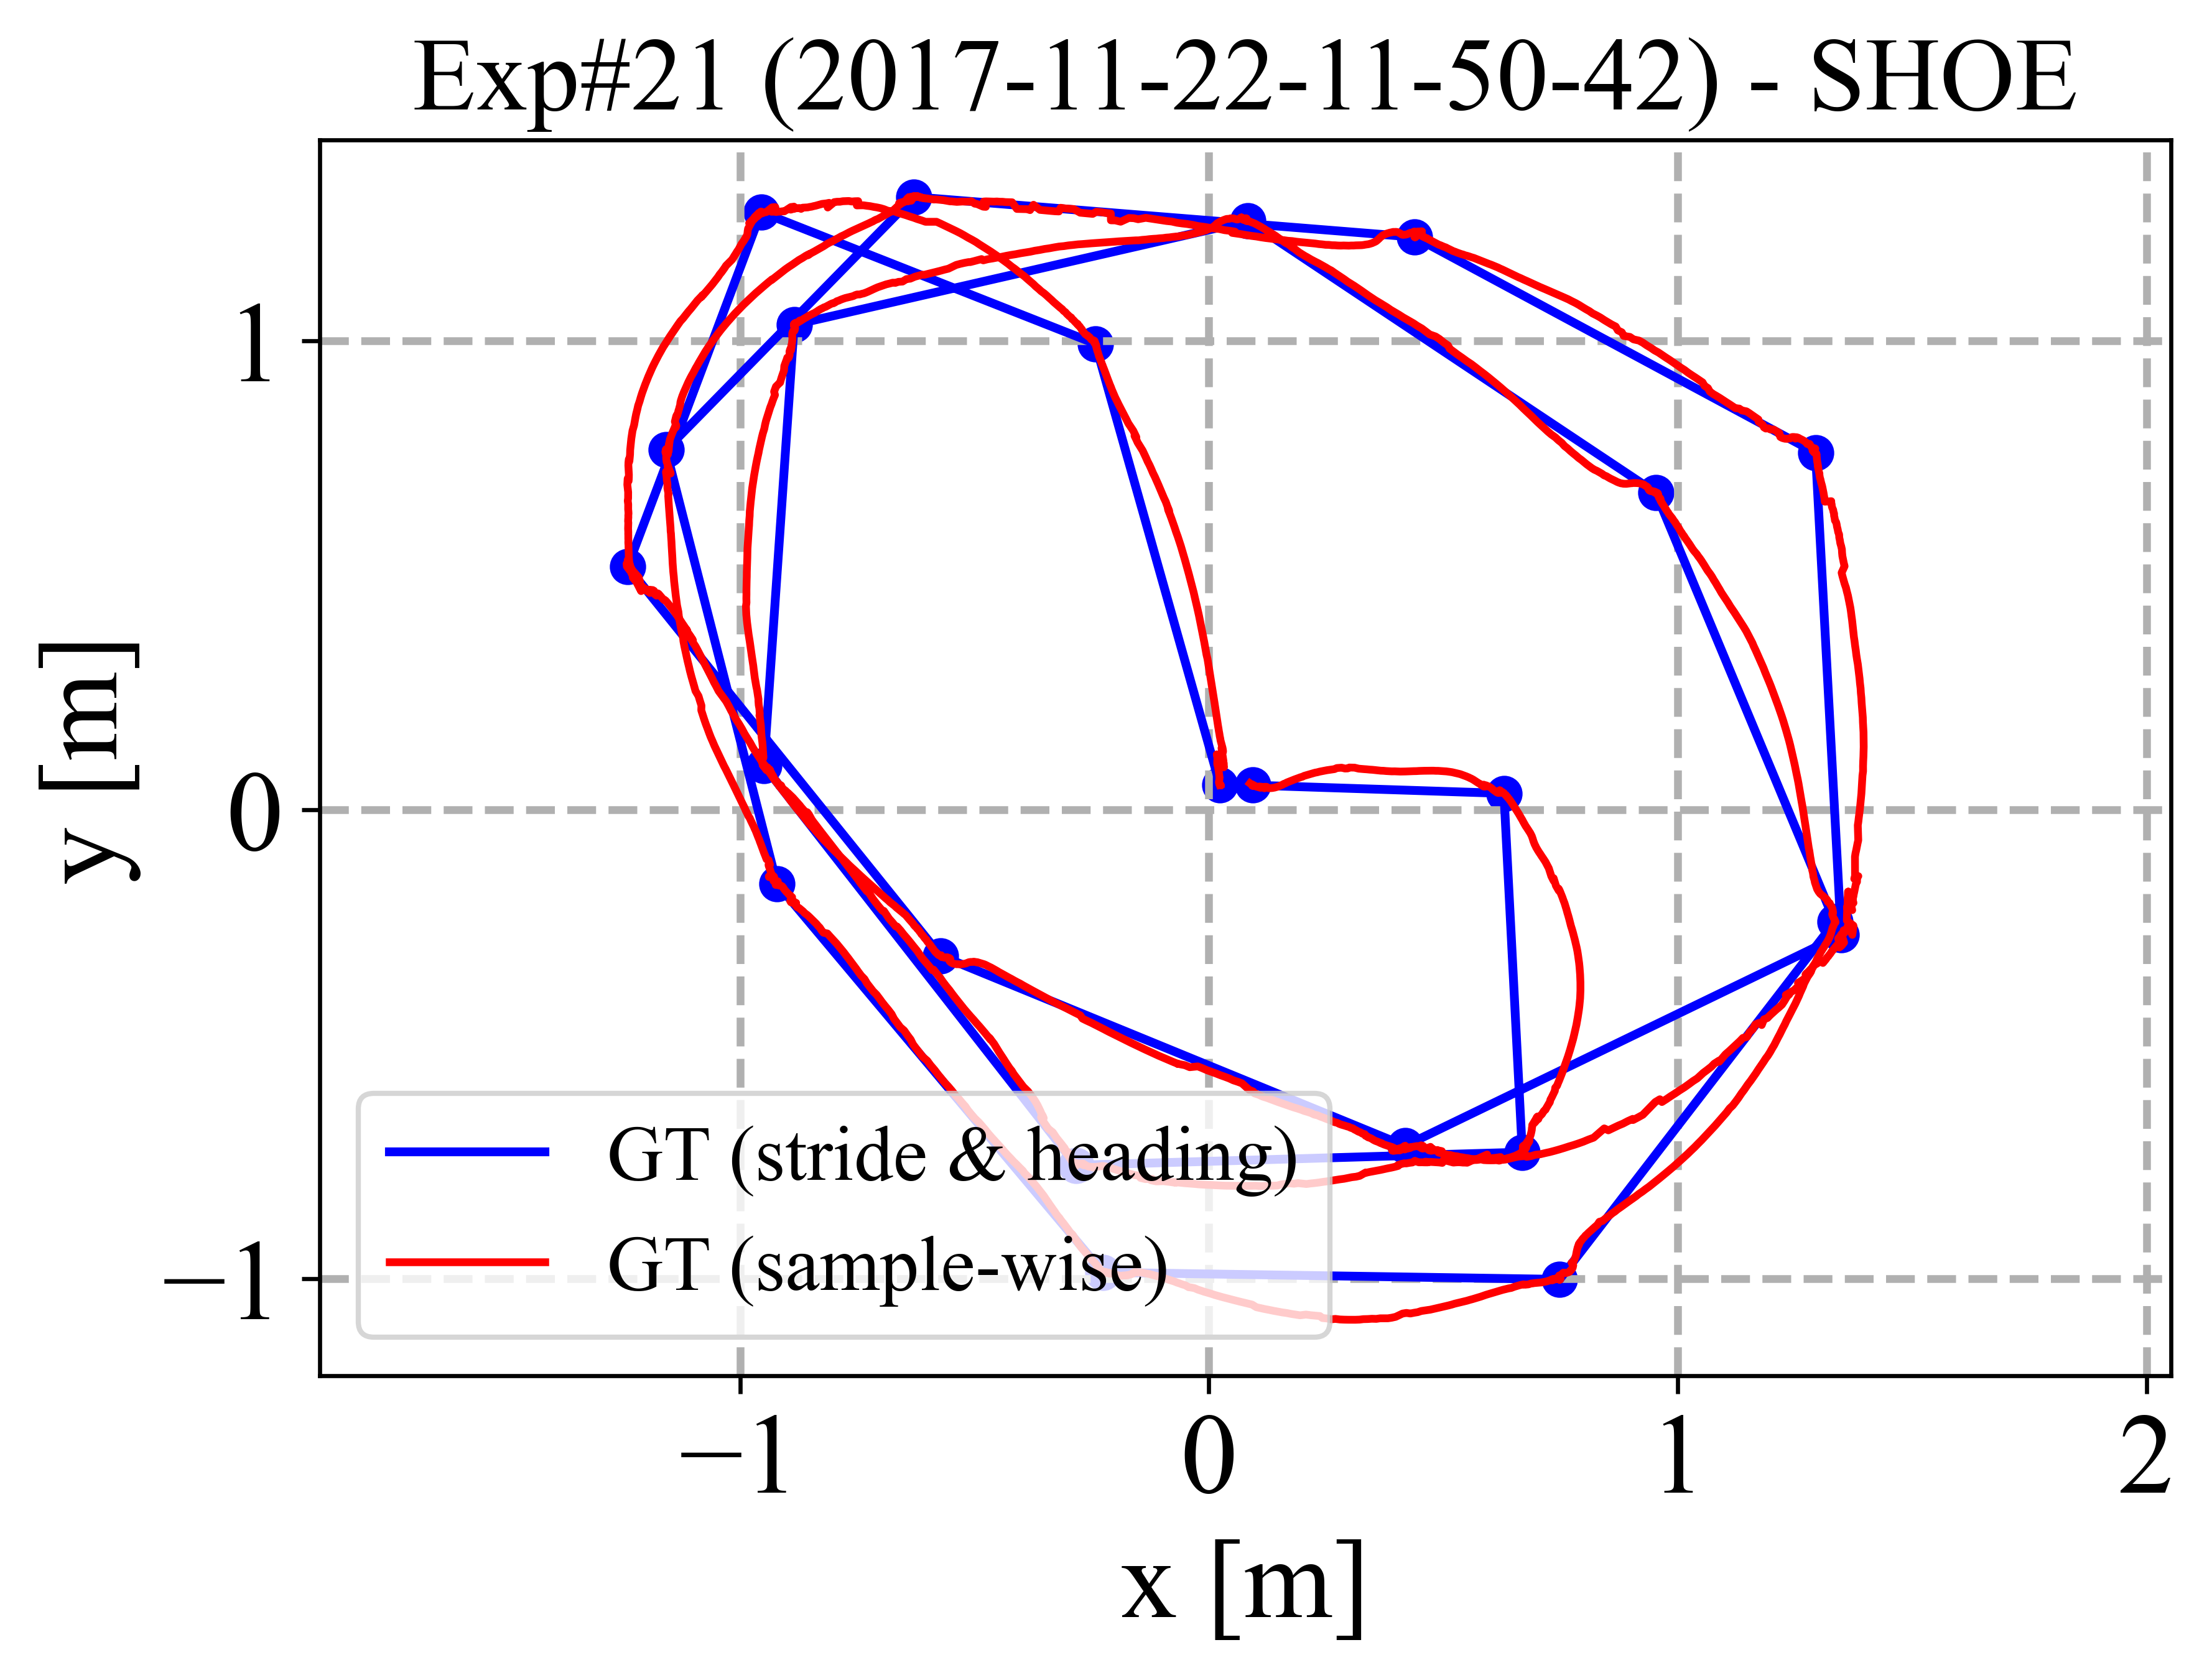 Exp#21 (2017-11-22-11-50-42) - SHOE
1
0
−1
y [m]
GT (stride & heading)
GT (sample-wise)
−1 0 1 2
x [m]